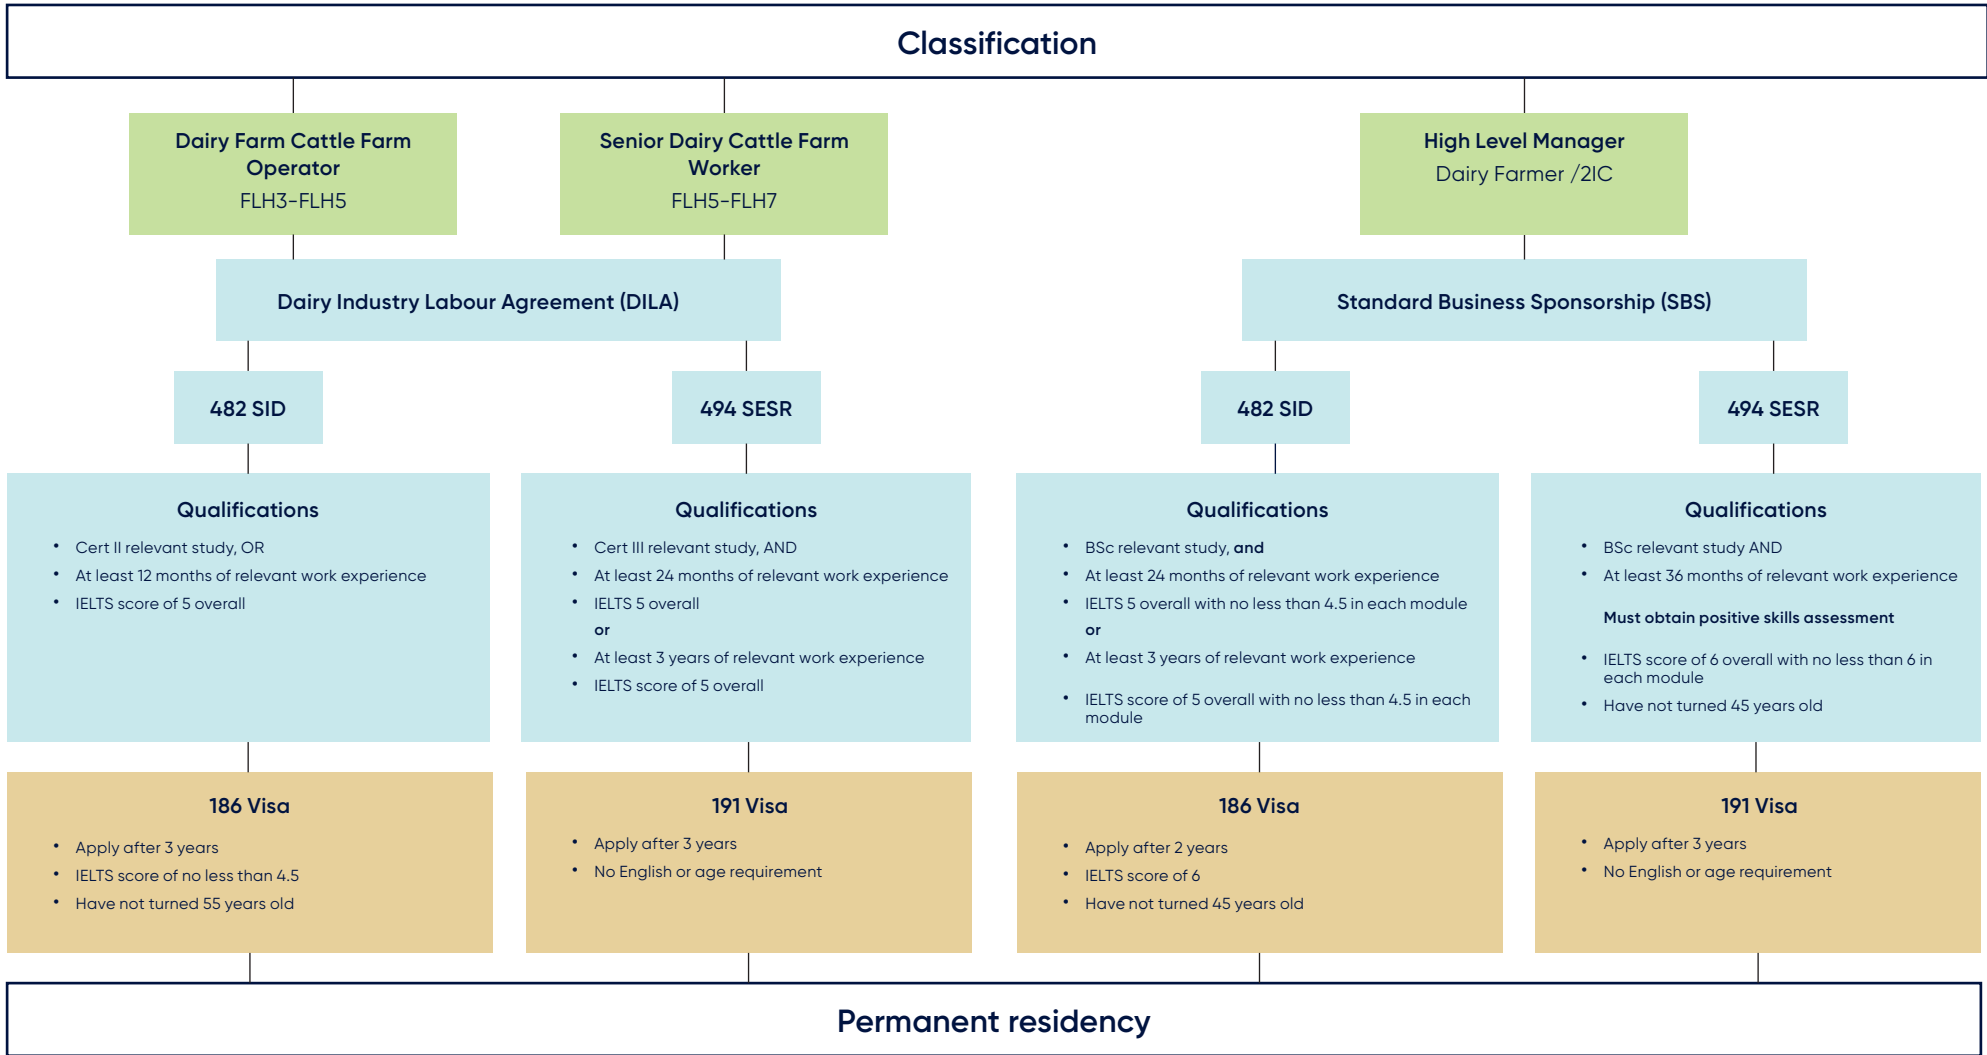 Classification
Dairy Farm Cattle Farm
Operator
FLH3-FLH5
Senior Dairy Cattle Farm
Worker
FLH5-FLH7
High Level Manager
Dairy Farmer /2IC
Dairy Industry Labour Agreement (DILA)
Standard Business Sponsorship (SBS)
482 SID
494 SESR
482 SID
494 SESR
Qualifications
• Cert II relevant study, OR
• At least 12 months of relevant work experience
• IELTS score of 5 overall
Qualifications
• Cert III relevant study, AND
• At least 24 months of relevant work experience
• IELTS 5 overall
or
• At least 3 years of relevant work experience
• IELTS score of 5 overall
Qualifications
• BSc relevant study, and
• At least 24 months of relevant work experience
• IELTS 5 overall with no less than 4.5 in each module
or
• At least 3 years of relevant work experience
• IELTS score of 5 overall with no less than 4.5 in each
module
Qualifications
• BSc relevant study AND
• At least 36 months of relevant work experience
Must obtain positive skills assessment
• IELTS score of 6 overall with no less than 6 in
each module
• Have not turned 45 years old
186 Visa
• Apply after 3 years
• IELTS score of no less than 4.5
• Have not turned 55 years old
191 Visa
• Apply after 3 years
• No English or age requirement
186 Visa
• Apply after 2 years
• IELTS score of 6
• Have not turned 45 years old
191 Visa
• Apply after 3 years
• No English or age requirement
Permanent residency